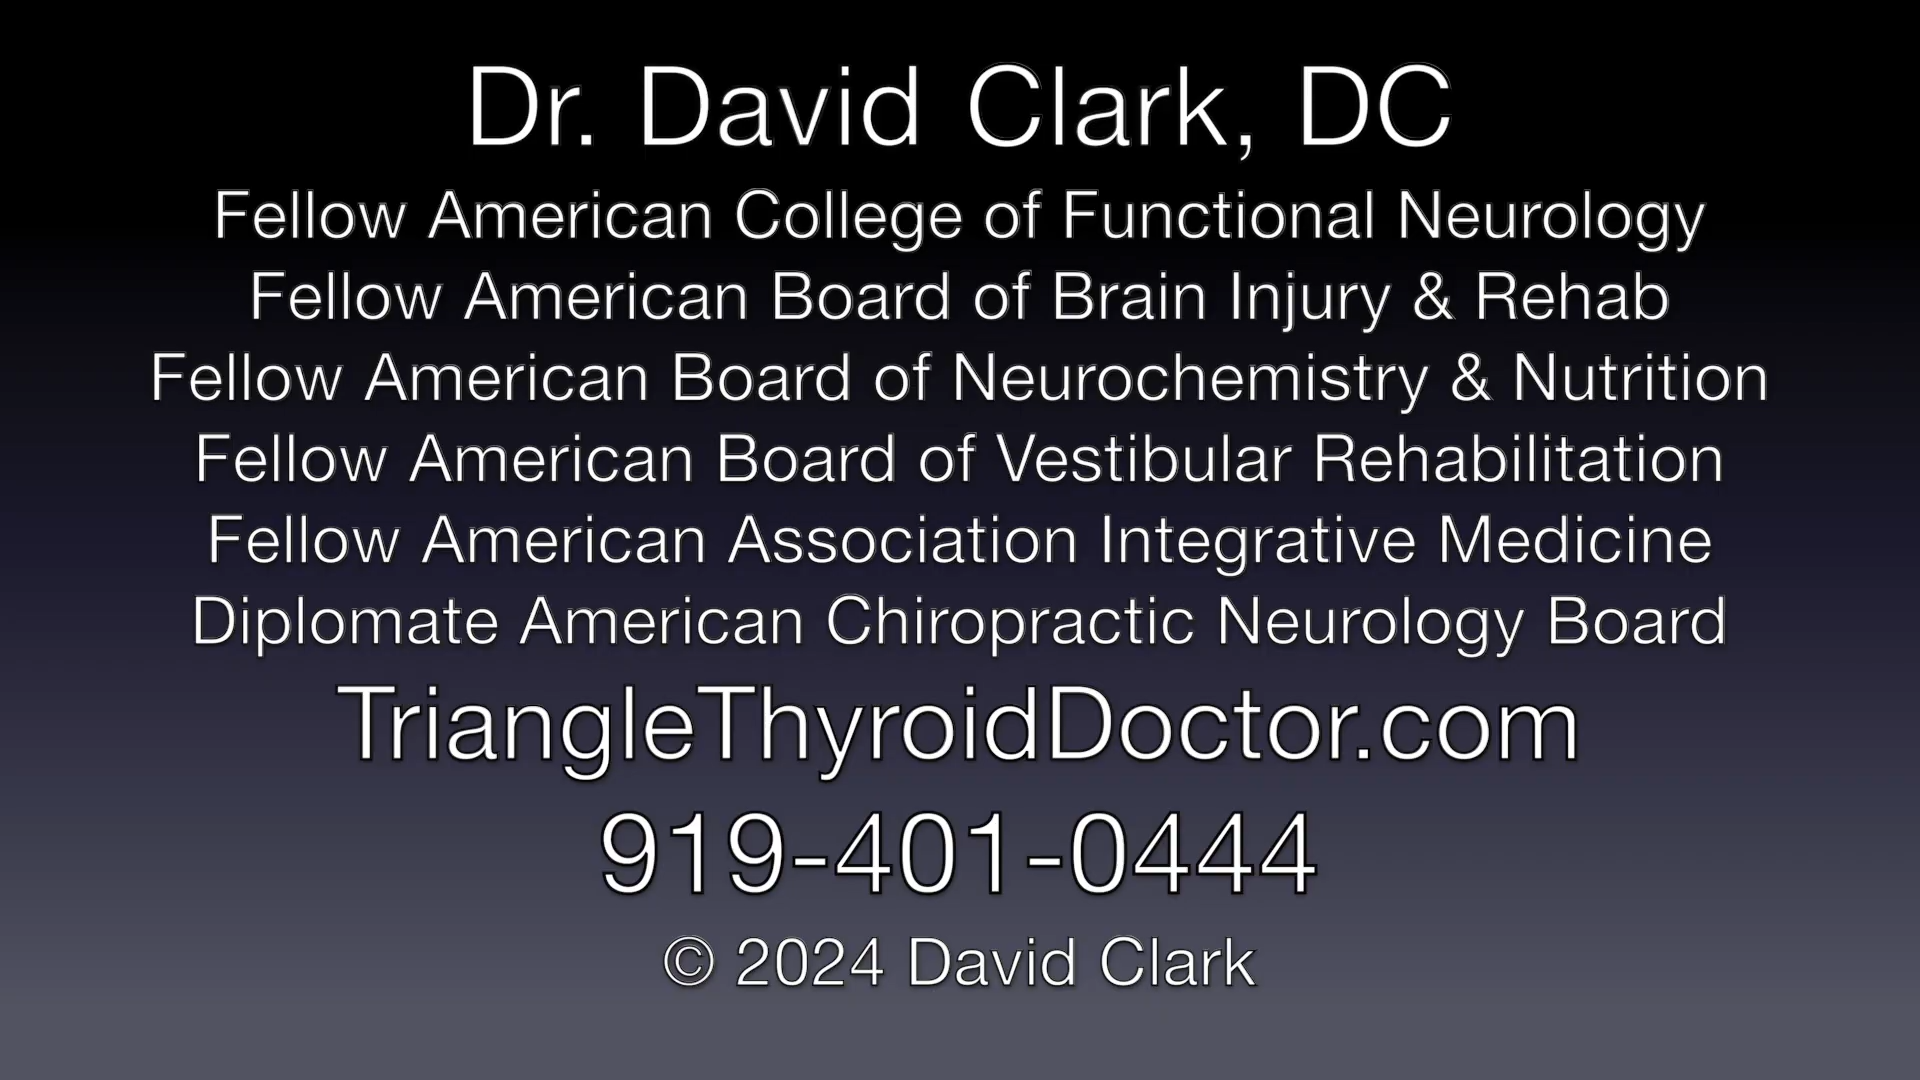 Dr. David Clark, DC
Fellow American College of Functional Neurology
Fellow American Board of Brain Injury & Rehab
Fellow American Board of Neurochemistry & Nutrition
Fellow American Board of Vestibular Rehabilitation
Fellow American Association Integrative Medicine
Diplomate American Chiropractic Neurology Board
TriangleThyroidDoctor.com
919-401-0444
© 2024 David Clark